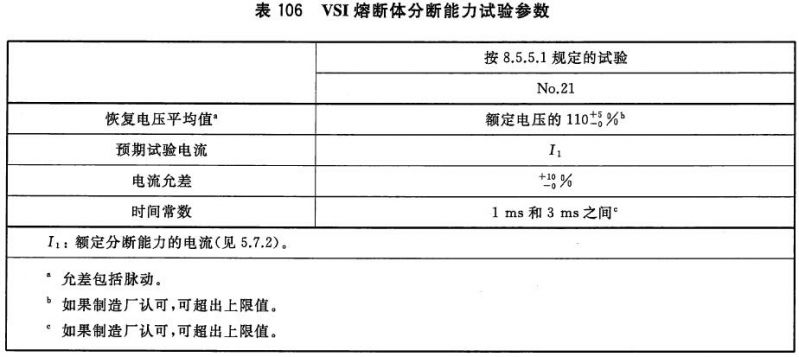 表 106 VSI 熔断体分断能力试验参数
按 8.5.5.1 规定的试验
No.21
恢复电压平均值ᵃ
额定电压的 110⁺⁵₋₀%ᵇ
预期试验电流
I₁
电流允差
⁺¹⁰₋₀%
时间常数
1 ms 和 3 ms 之间ᶜ
I₁：额定分断能力的电流(见 5.7.2)。
ᵃ 允差包括脉动。
ᵇ 如果制造厂认可,可超出上限值。
ᶜ 如果制造厂认可,可超出上限值。